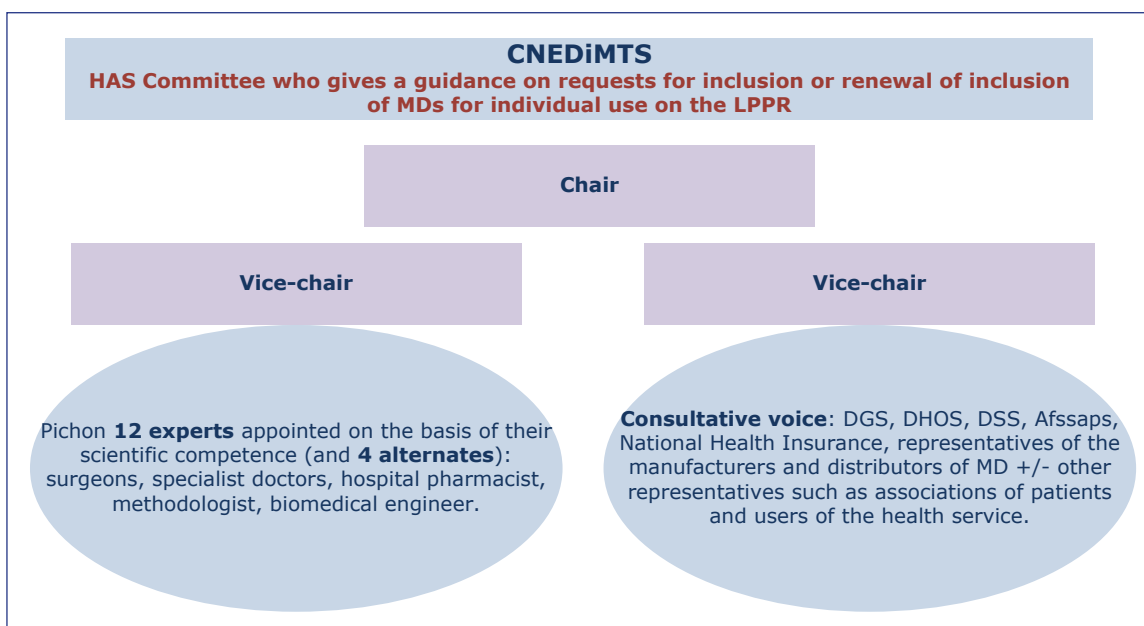 CNEDiMTS
HAS Committee who gives a guidance on requests for inclusion or renewal of inclusion
of MDs for individual use on the LPPR
Chair
Vice-chair
Vice-chair
Pichon 12 experts appointed on the basis of their
scientific competence (and 4 alternates):
surgeons, specialist doctors, hospital pharmacist,
methodologist, biomedical engineer.
Consultative voice: DGS, DHOS, DSS, Afssaps,
National Health Insurance, representatives of the
manufacturers and distributors of MD +/- other
representatives such as associations of patients
and users of the health service.